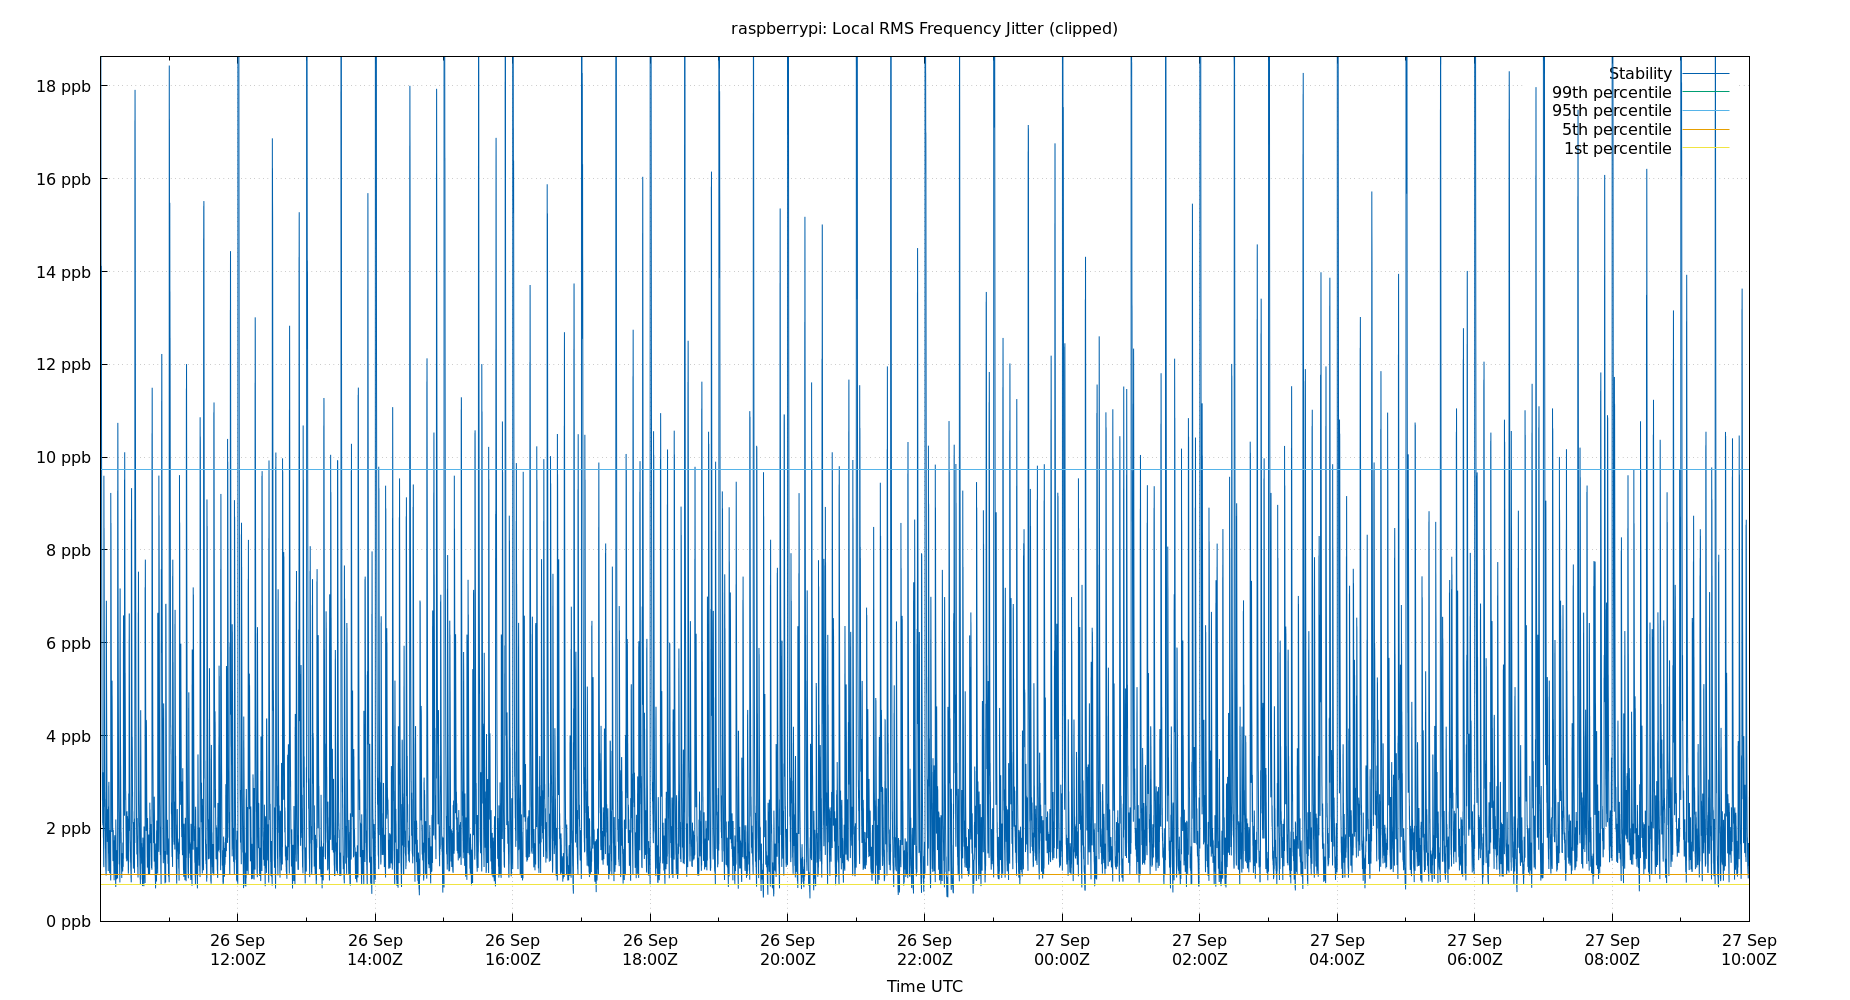 raspberrypi: Local RMS Frequency Jitter (clipped)
Stability
99th percentile
95th percentile
5th percentile
1st percentile
18 ppb
16 ppb
14 ppb
12 ppb
10 ppb
8 ppb
6 ppb
4 ppb
2 ppb
0 ppb
26 Sep 26 Sep 26 Sep 26 Sep 26 Sep 26 Sep 27 Sep 27 Sep 27 Sep 27 Sep 27 Sep 27 Sep
12:00Z 14:00Z 16:00Z 18:00Z 20:00Z 22:00Z 00:00Z 02:00Z 04:00Z 06:00Z 08:00Z 10:00Z
Time UTC